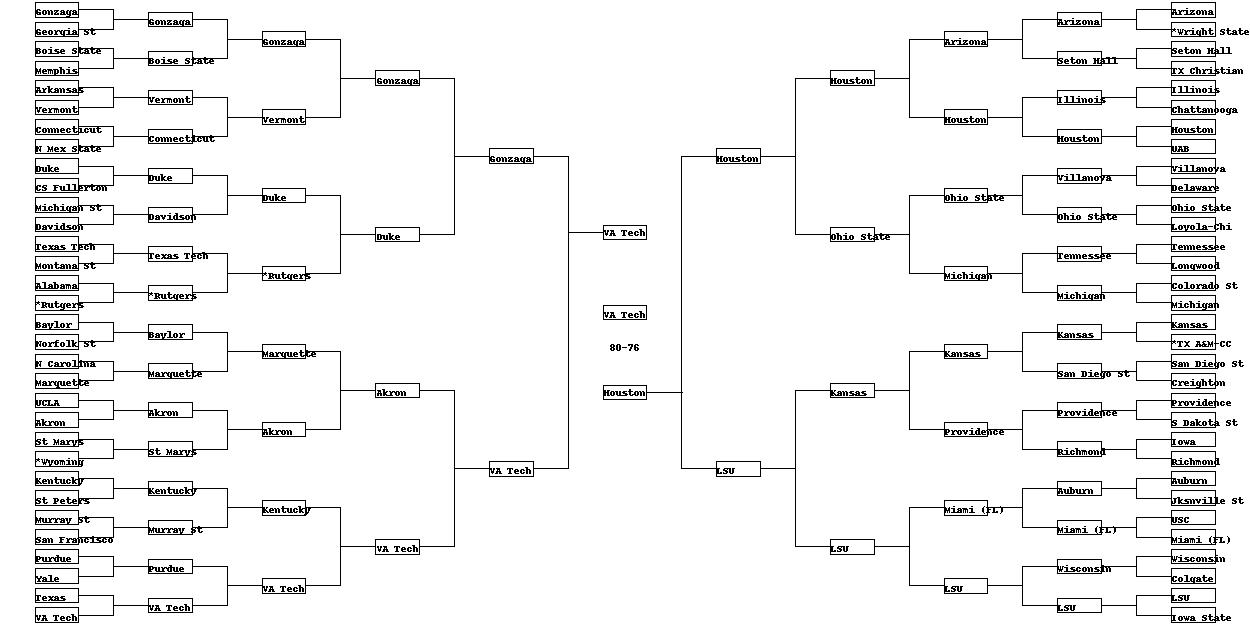 Gonzaga
Georgia St
Boise State
Memphis
Arkansas
Vermont
Connecticut
N Mex State
Duke
CS Fullerton
Michigan St
Davidson
Texas Tech
Montana St
Alabama
*Rutgers
Baylor
Norfolk St
N Carolina
Marquette
UCLA
Akron
St Marys
*Wyoming
Kentucky
St Peters
Murray St
San Francisco
Purdue
Yale
Texas
VA Tech
Gonzaga
Boise State
Vermont
Connecticut
Duke
Davidson
Texas Tech
*Rutgers
Baylor
Marquette
Akron
St Marys
Kentucky
Murray St
Purdue
VA Tech
Gonzaga
Vermont
Duke
*Rutgers
Marquette
Akron
Kentucky
VA Tech
Gonzaga
Duke
Akron
VA Tech
Gonzaga
VA Tech
VA Tech
VA Tech
80-76
Houston
Houston
LSU
Houston
Ohio State
Kansas
LSU
Arizona
Houston
Ohio State
Michigan
Kansas
Providence
Miami (FL)
LSU
Arizona
Seton Hall
Illinois
Houston
Villanova
Ohio State
Tennessee
Michigan
Kansas
San Diego St
Providence
Richmond
Auburn
Miami (FL)
Wisconsin
LSU
Arizona
*Wright State
Seton Hall
TX Christian
Illinois
Chattanooga
Houston
UAB
Villanova
Delaware
Ohio State
Loyola-Chi
Tennessee
Longwood
Colorado St
Michigan
Kansas
*TX A&M-CC
San Diego St
Creighton
Providence
S Dakota St
Iowa
Richmond
Auburn
Jksnville St
USC
Miami (FL)
Wisconsin
Colgate
LSU
Iowa State